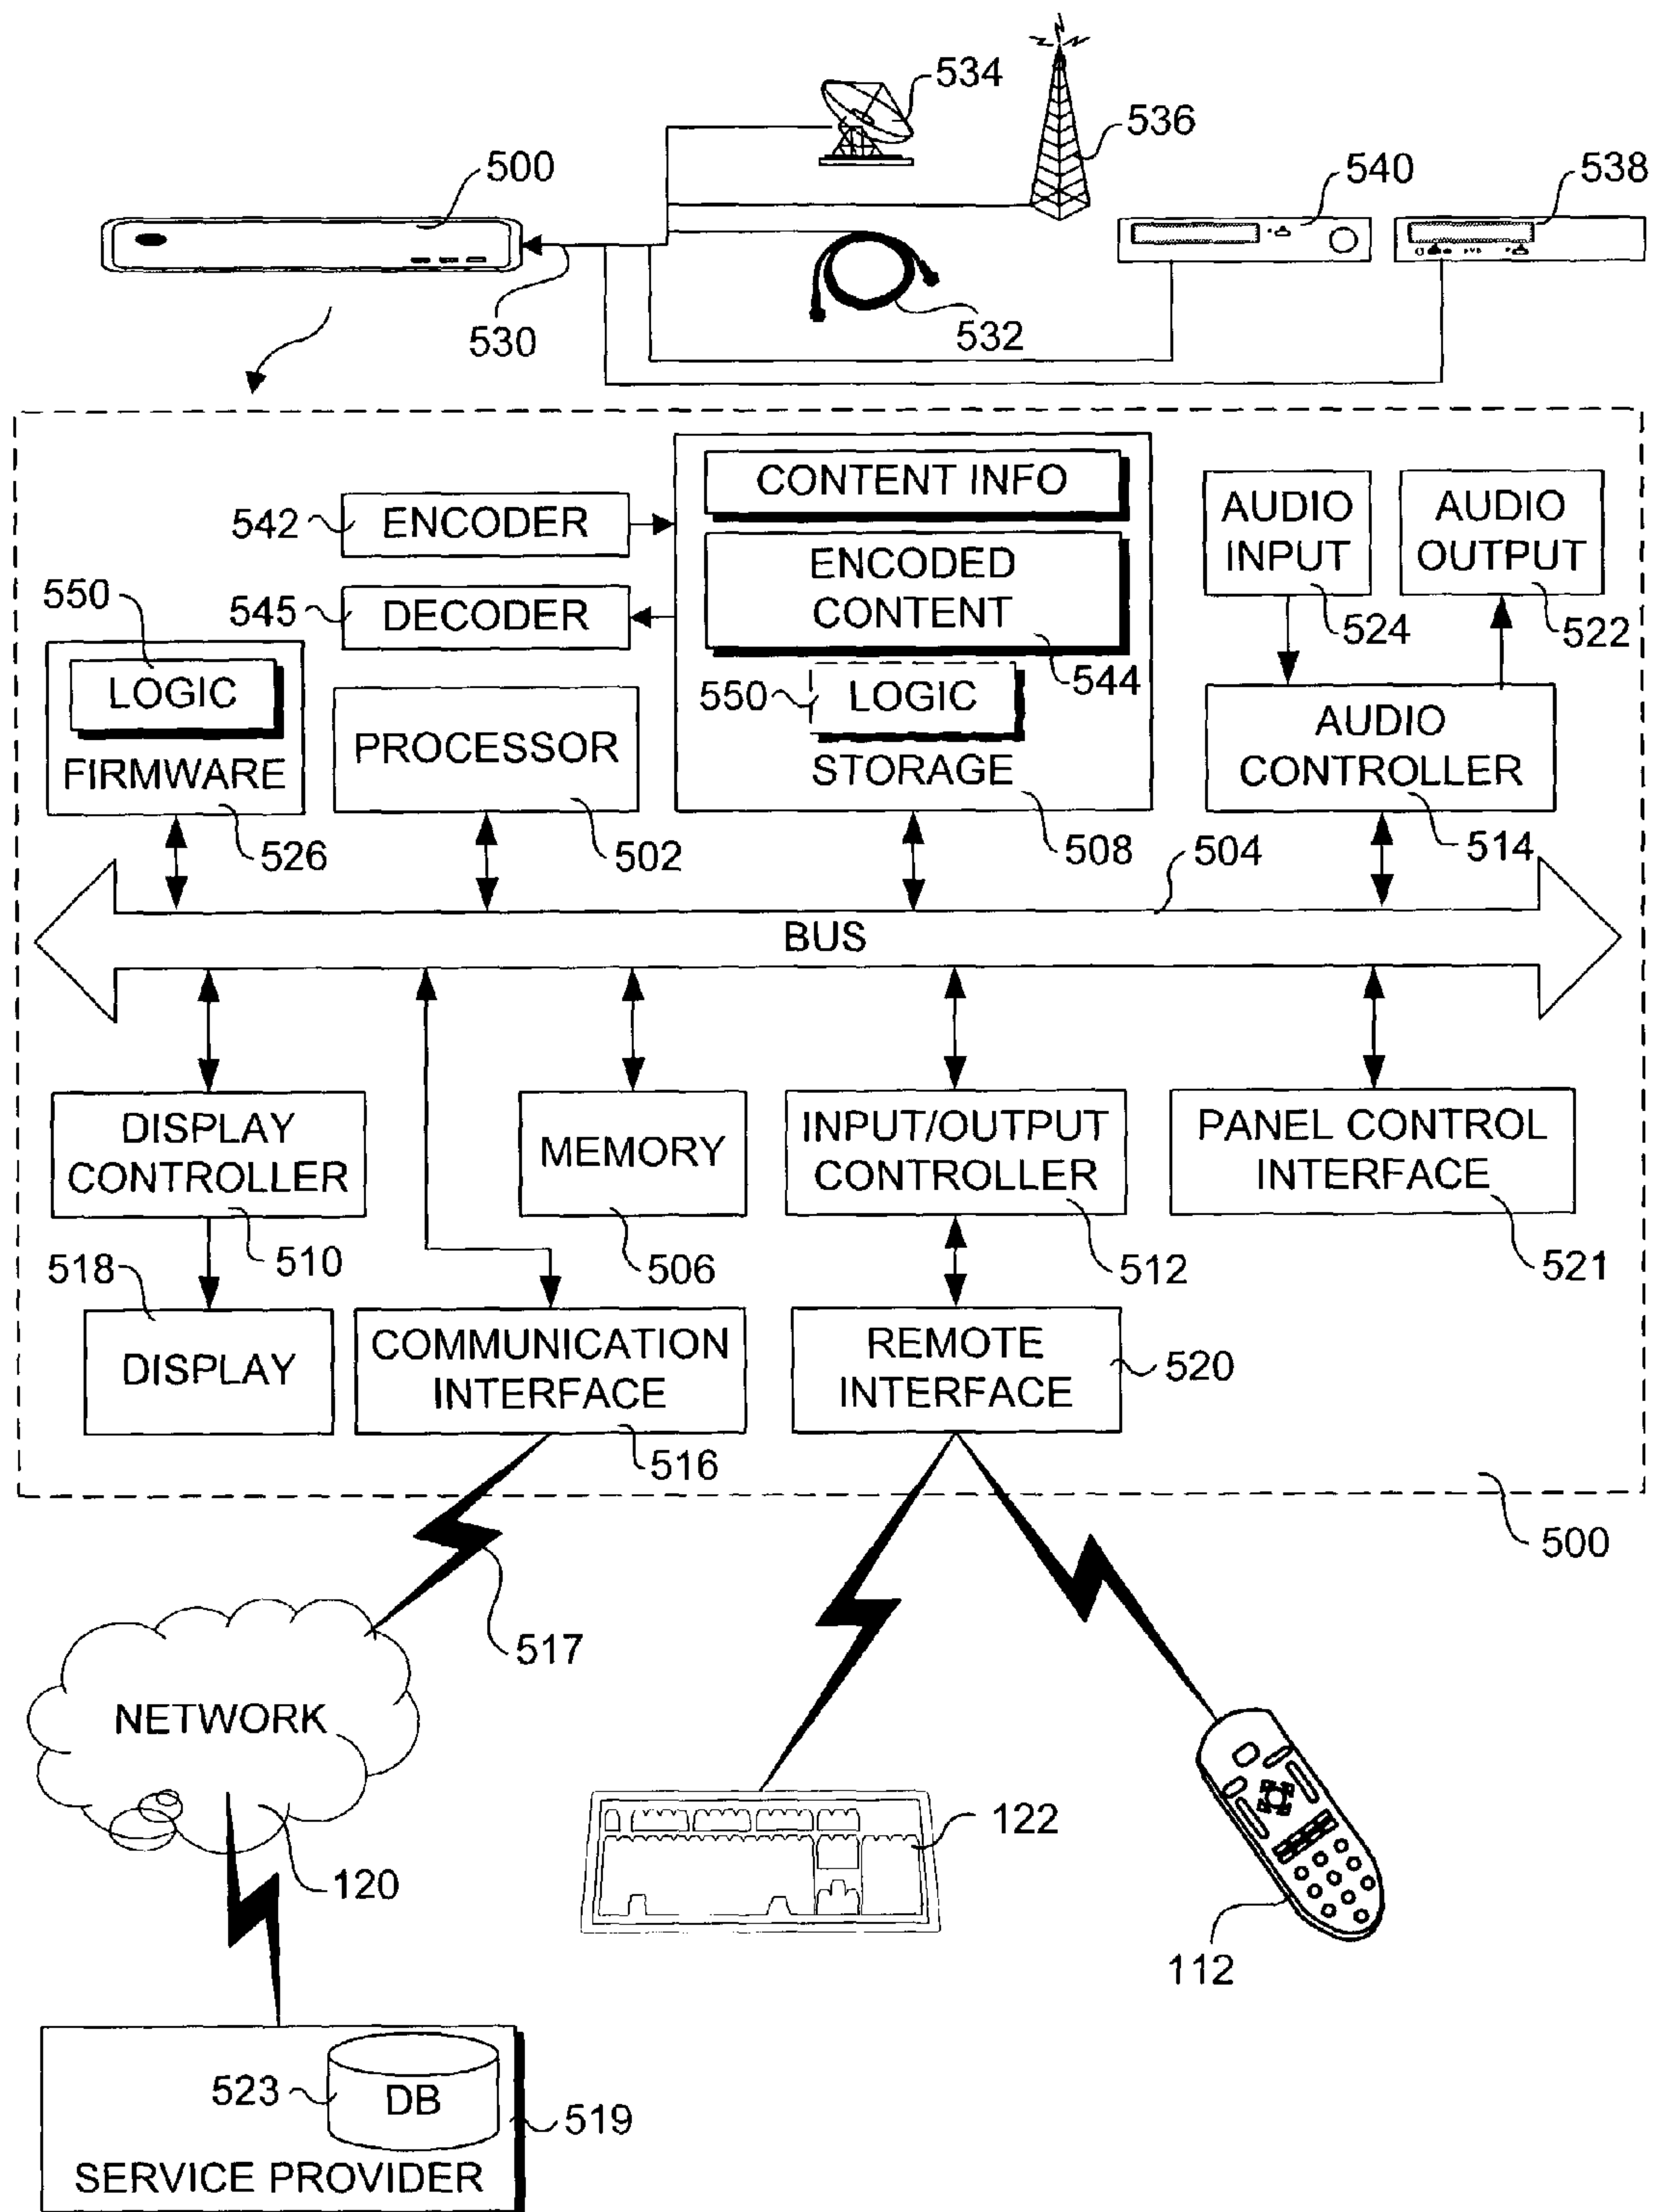 534
536
500
540
538
530
532
CONTENT INFO
542
ENCODER
ENCODED
CONTENT
544
545
DECODER
AUDIO
INPUT
524
AUDIO
OUTPUT
522
550
LOGIC
FIRMWARE
526
PROCESSOR
502
550
LOGIC
STORAGE
508
AUDIO
CONTROLLER
514
504
BUS
DISPLAY
CONTROLLER
510
MEMORY
506
INPUT/OUTPUT
CONTROLLER
512
PANEL CONTROL
INTERFACE
521
518
DISPLAY
COMMUNICATION
INTERFACE
516
REMOTE
INTERFACE
520
500
517
NETWORK
120
122
112
523
DB
519
SERVICE PROVIDER